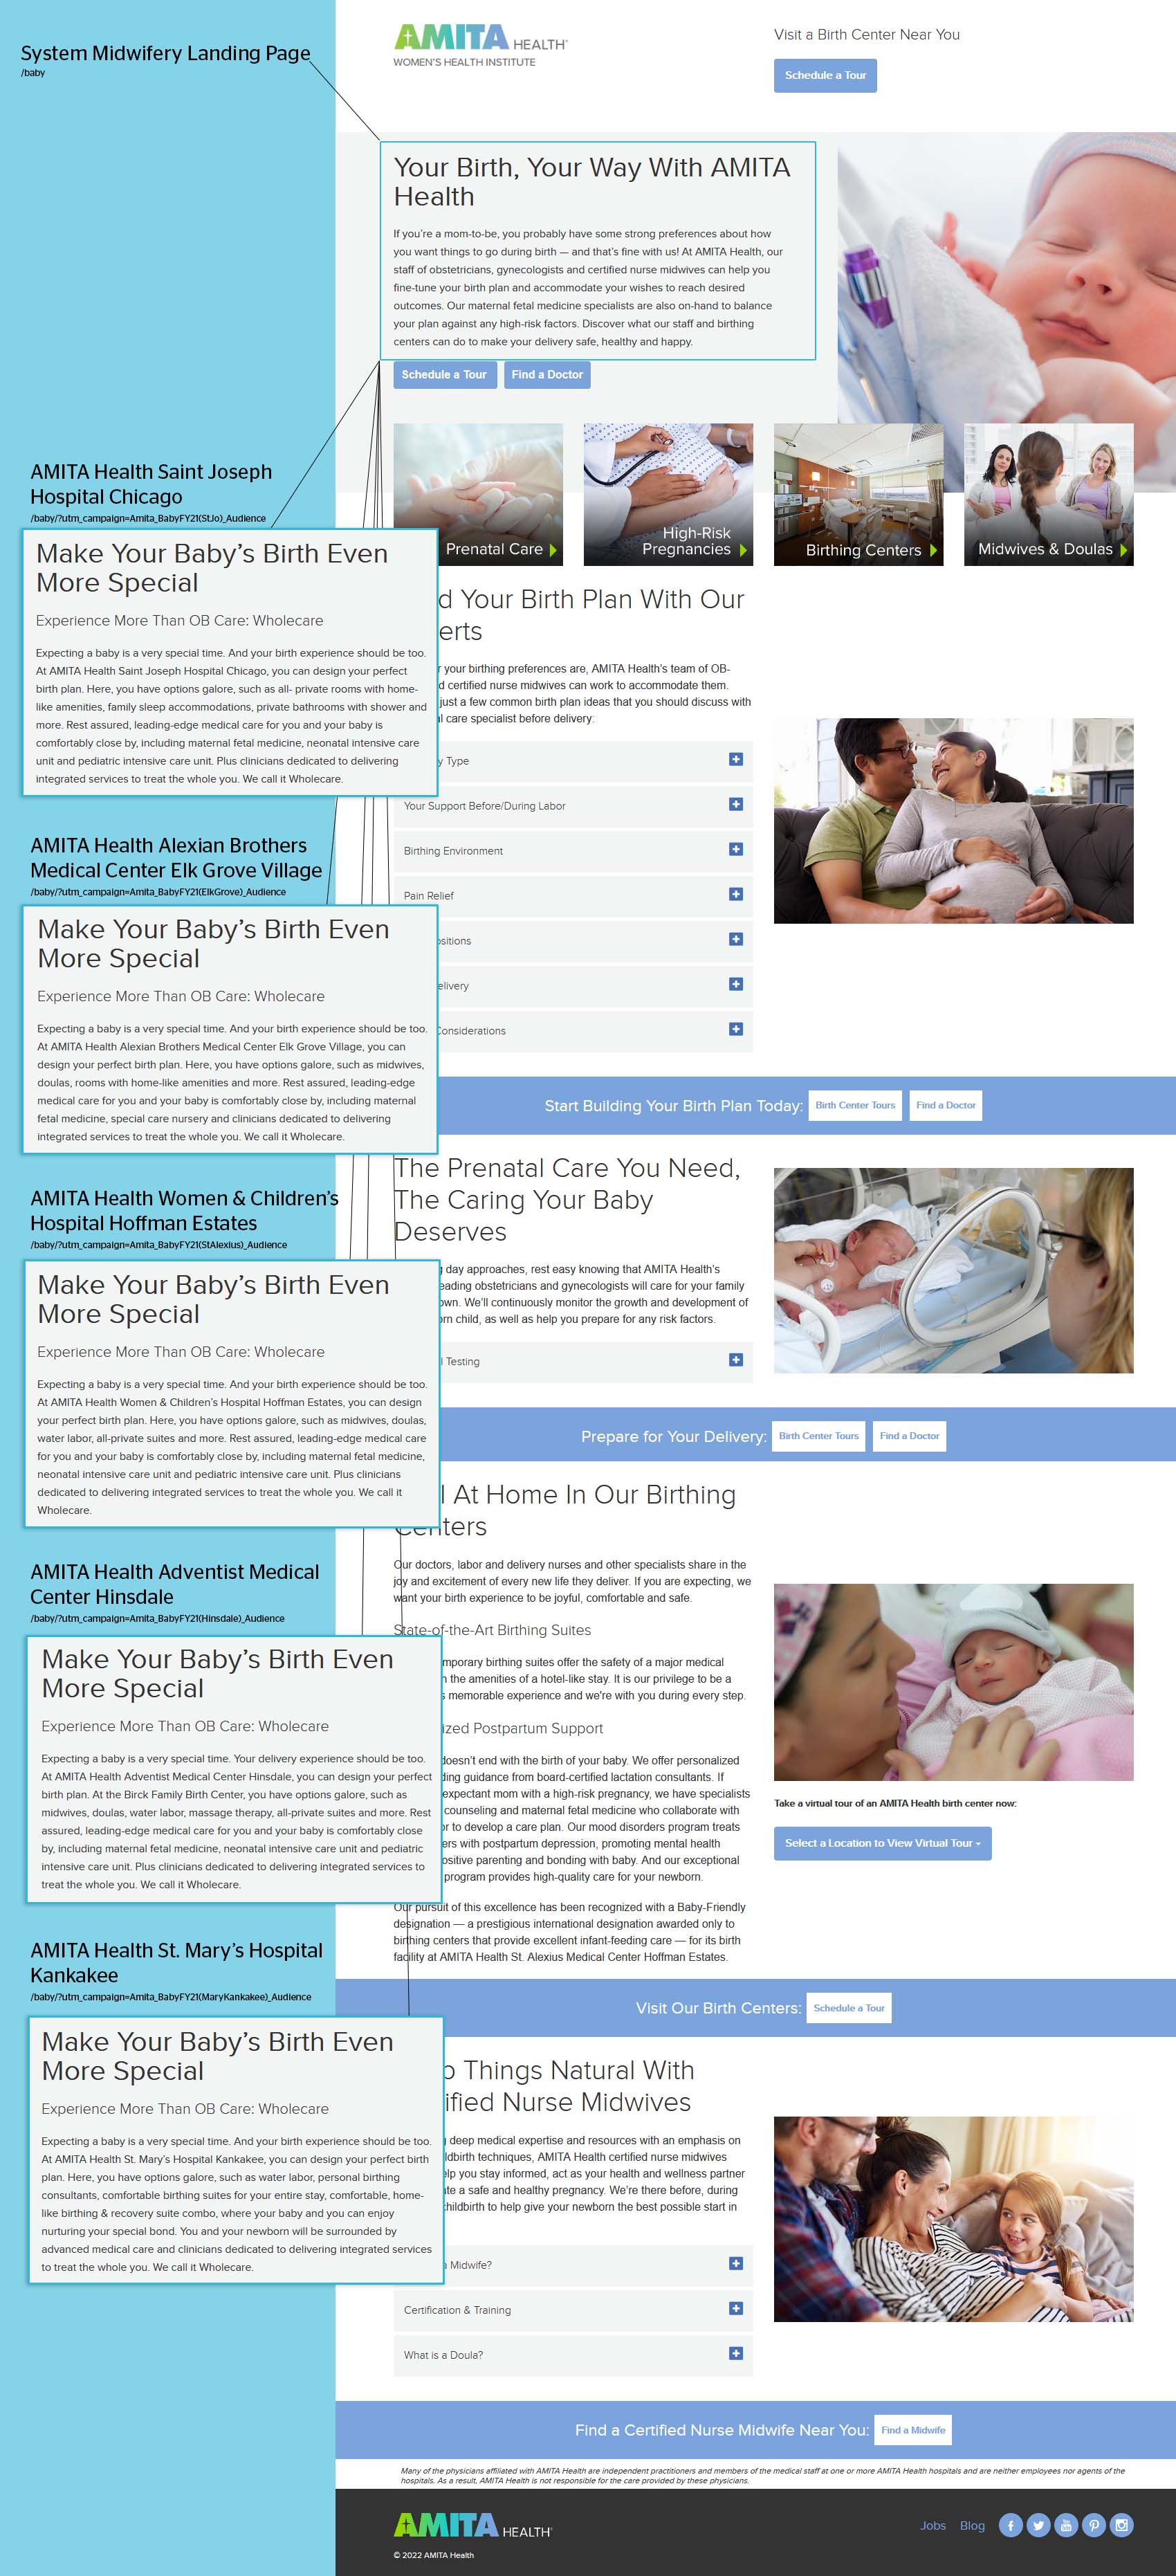 System Midwifery Landing Page
/baby
AMITA HEALTH
WOMEN'S HEALTH INSTITUTE
Visit a Birth Center Near You
Schedule a Tour
Your Birth, Your Way With AMITA
Health
If you’re a mom-to-be, you probably have some strong preferences about how
you want things to go during birth — and that’s fine with us! At AMITA Health, our
staff of obstetricians, gynecologists and certified nurse midwives can help you
fine-tune your birth plan and accommodate your wishes to reach desired
outcomes. Our maternal fetal medicine specialists are also on-hand to balance
your plan against any high-risk factors. Discover what our staff and birthing
centers can do to make your delivery safe, healthy and happy.
Schedule a Tour
Find a Doctor
Prenatal Care
High-Risk
Pregnancies
Birthing Centers
Midwives & Doulas
AMITA Health Saint Joseph
Hospital Chicago
/baby/?utm_campaign=Amita_BabyFY21(StJo)_Audience
Make Your Baby’s Birth Even
More Special
Experience More Than OB Care: Wholecare
Expecting a baby is a very special time. And your birth experience should be too.
At AMITA Health Saint Joseph Hospital Chicago, you can design your perfect
birth plan. Here, you have options galore, such as all- private rooms with home-
like amenities, family sleep accommodations, private bathrooms with shower and
more. Rest assured, leading-edge medical care for you and your baby is
comfortably close by, including maternal fetal medicine, neonatal intensive care
unit and pediatric intensive care unit. Plus clinicians dedicated to delivering
integrated services to treat the whole you. We call it Wholecare.
AMITA Health Alexian Brothers
Medical Center Elk Grove Village
/baby/?utm_campaign=Amita_BabyFY21(ElkGrove)_Audience
Make Your Baby’s Birth Even
More Special
Experience More Than OB Care: Wholecare
Expecting a baby is a very special time. And your birth experience should be too.
At AMITA Health Alexian Brothers Medical Center Elk Grove Village, you can
design your perfect birth plan. Here, you have options galore, such as midwives,
doulas, rooms with home-like amenities and more. Rest assured, leading-edge
medical care for you and your baby is comfortably close by, including maternal
fetal medicine, special care nursery and clinicians dedicated to delivering
integrated services to treat the whole you. We call it Wholecare.
AMITA Health Women & Children’s
Hospital Hoffman Estates
/baby/?utm_campaign=Amita_BabyFY21(StAlexius)_Audience
Make Your Baby’s Birth Even
More Special
Experience More Than OB Care: Wholecare
Expecting a baby is a very special time. And your birth experience should be too.
At AMITA Health Women & Children’s Hospital Hoffman Estates, you can design
your perfect birth plan. Here, you have options galore, such as midwives, doulas,
water labor, all-private suites and more. Rest assured, leading-edge medical care
for you and your baby is comfortably close by, including maternal fetal medicine,
neonatal intensive care unit and pediatric intensive care unit. Plus clinicians
dedicated to delivering integrated services to treat the whole you. We call it
Wholecare.
AMITA Health Adventist Medical
Center Hinsdale
/baby/?utm_campaign=Amita_BabyFY21(Hinsdale)_Audience
Make Your Baby’s Birth Even
More Special
Experience More Than OB Care: Wholecare
Expecting a baby is a very special time. Your delivery experience should be too.
At AMITA Health Adventist Medical Center Hinsdale, you can design your perfect
birth plan. At the Birck Family Birth Center, you have options galore, such as
midwives, doulas, water labor, massage therapy, all-private suites and more. Rest
assured, leading-edge medical care for you and your baby is comfortably close
by, including maternal fetal medicine, neonatal intensive care unit and pediatric
intensive care unit. Plus clinicians dedicated to delivering integrated services to
treat the whole you. We call it Wholecare.
AMITA Health St. Mary’s Hospital
Kankakee
/baby/?utm_campaign=Amita_BabyFY21(MaryKankakee)_Audience
Make Your Baby’s Birth Even
More Special
Experience More Than OB Care: Wholecare
Expecting a baby is a very special time. And your birth experience should be too.
At AMITA Health St. Mary’s Hospital Kankakee, you can design your perfect birth
plan. Here, you have options galore, such as water labor, personal birthing
consultants, comfortable birthing suites for your entire stay, comfortable, home-
like birthing & recovery suite combo, where your baby and you can enjoy
nurturing your special bond. You and your newborn will be surrounded by
advanced medical care and clinicians dedicated to delivering integrated services
to treat the whole you. We call it Wholecare.
Your Birth Plan With Our
your birthing preferences are, AMITA Health’s team of OB-
certified nurse midwives can work to accommodate them.
just a few common birth plan ideas that you should discuss with
care specialist before delivery:
Type
Your Support Before/During Labor
Birthing Environment
Pain Relief
Considerations
Start Building Your Birth Plan Today:
Birth Center Tours
Find a Doctor
The Prenatal Care You Need,
The Caring Your Baby
Deserves
day approaches, rest easy knowing that AMITA Health’s
leading obstetricians and gynecologists will care for your family
own. We’ll continuously monitor the growth and development of
child, as well as help you prepare for any risk factors.
Testing
Prepare for Your Delivery:
Birth Center Tours
Find a Doctor
At Home In Our Birthing
Centers
Our doctors, labor and delivery nurses and other specialists share in the
joy and excitement of every new life they deliver. If you are expecting, we
want your birth experience to be joyful, comfortable and safe.
State-of-the-Art Birthing Suites
birthing suites offer the safety of a major medical
the amenities of a hotel-like stay. It is our privilege to be a
memorable experience and we're with you during every step.
Postpartum Support
doesn’t end with the birth of your baby. We offer personalized
guidance from board-certified lactation consultants. If
expectant mom with a high-risk pregnancy, we have specialists
counseling and maternal fetal medicine who collaborate with
to develop a care plan. Our mood disorders program treats
with postpartum depression, promoting mental health
parenting and bonding with baby. And our exceptional
program provides high-quality care for your newborn.
Our pursuit of this excellence has been recognized with a Baby-Friendly
designation — a prestigious international designation awarded only to
birthing centers that provide excellent infant-feeding care — for its birth
facility at AMITA Health St. Alexius Medical Center Hoffman Estates.
Take a virtual tour of an AMITA Health birth center now:
Select a Location to View Virtual Tour
Visit Our Birth Centers:
Schedule a Tour
Things Natural With
Nurse Midwives
deep medical expertise and resources with an emphasis on
techniques, AMITA Health certified nurse midwives
you stay informed, act as your health and wellness partner
a safe and healthy pregnancy. We’re there before, during
childbirth to help give your newborn the best possible start in
a Midwife?
Certification & Training
What is a Doula?
Find a Certified Nurse Midwife Near You:
Find a Midwife
Many of the physicians affiliated with AMITA Health are independent practitioners and members of the medical staff at one or more AMITA Health hospitals and are neither employees nor agents of the
hospitals. As a result, AMITA Health is not responsible for the care provided by these physicians.
AMITA HEALTH
© 2022 AMITA Health
Jobs
Blog